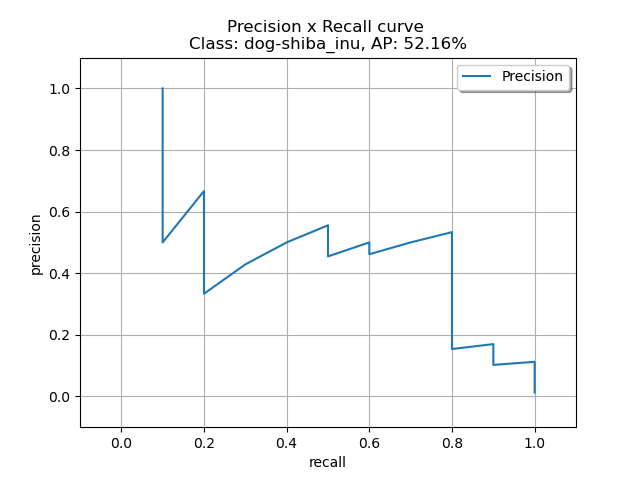 Precision x Recall curve
Class: dog-shiba_inu, AP: 52.16%
Precision
1.0
0.8
0.6
0.4
0.2
0.0
precision
0.0 0.2 0.4 0.6 0.8 1.0
recall